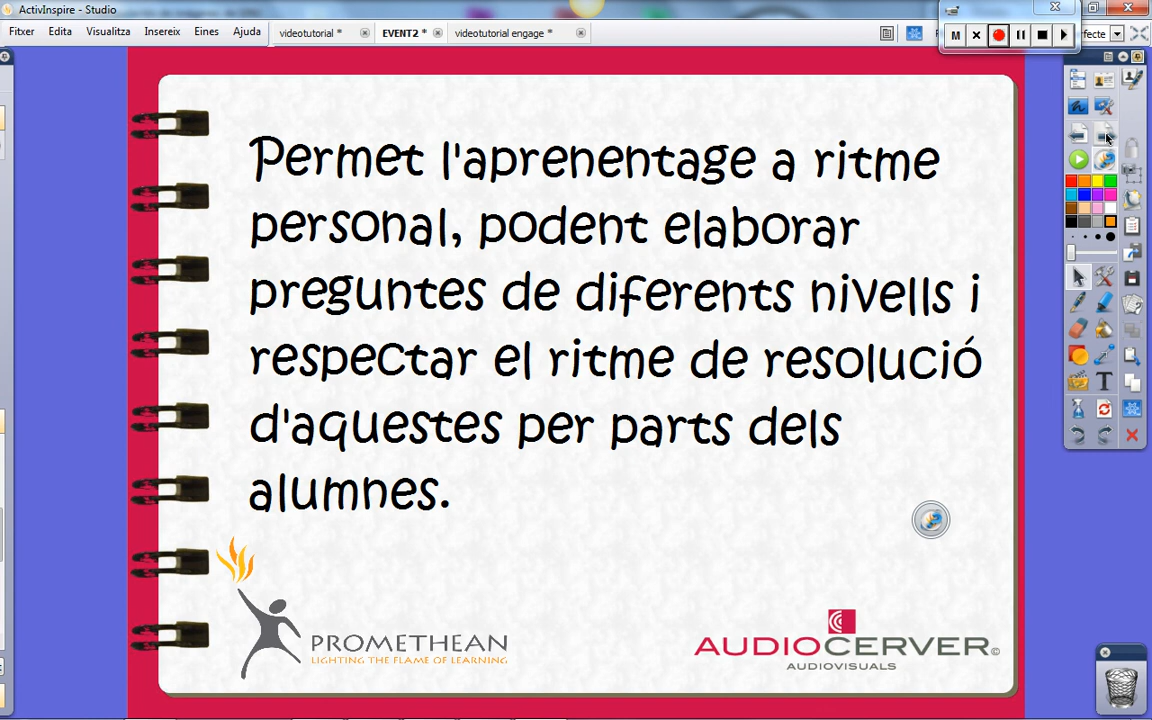 ActivInspire - Studio
Fitxer Edita Visualitza Insereix Eines Ajuda videotutorial * EVENT2 * videotutorial engage *
M
Permet l'aprenentage a ritme
personal, podent elaborar
preguntes de diferents nivells i
respectar el ritme de resolució
d'aquestes per parts dels
alumnes.
PROMETHEAN
LIGHTING THE FLAME OF LEARNING
AUDIOCERVER©
AUDIOVISUALS